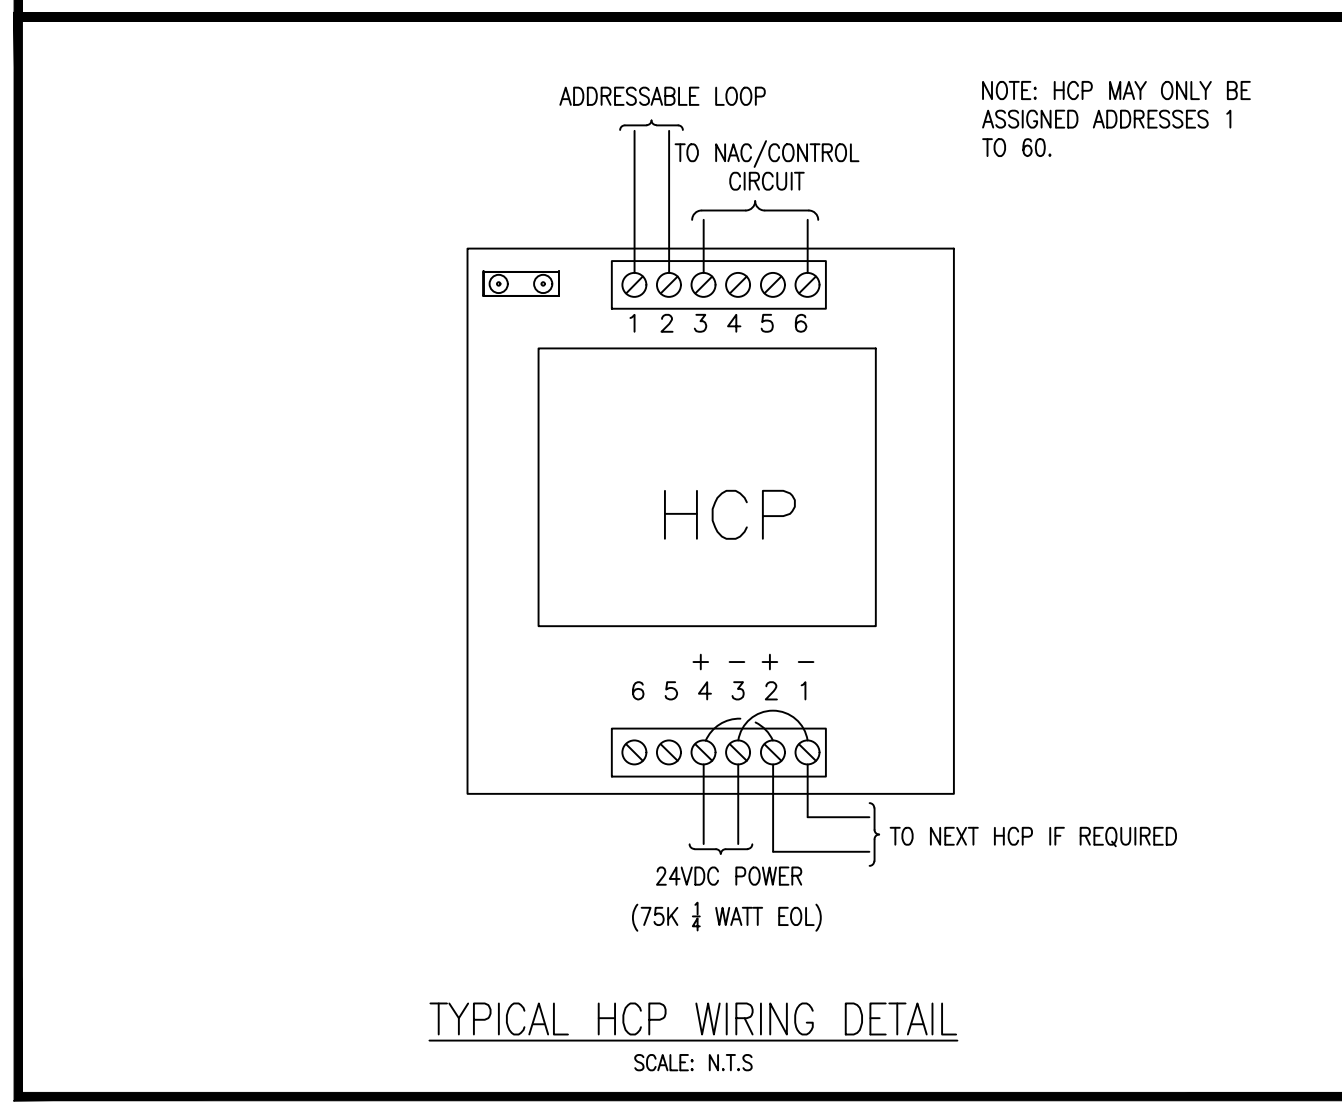 ADDRESSABLE LOOP
NOTE: HCP MAY ONLY BE
ASSIGNED ADDRESSES 1
TO 60.
TO NAC/CONTROL
CIRCUIT
1 2 3 4 5 6
HCP
+ − + −
6 5 4 3 2 1
TO NEXT HCP IF REQUIRED
24VDC POWER
(75K 1/4 WATT EOL)
TYPICAL HCP WIRING DETAIL
SCALE: N.T.S